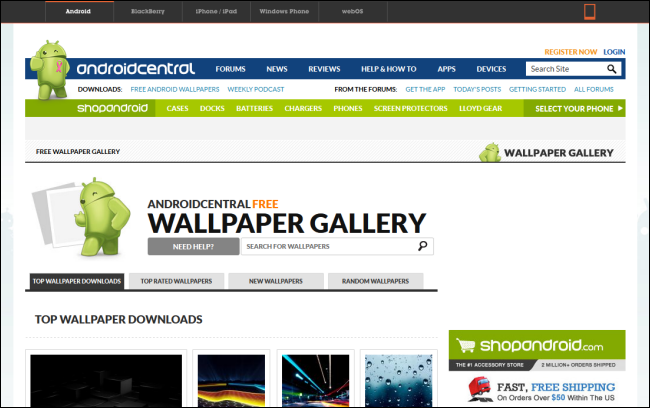 Android BlackBerry iPhone / iPad Windows Phone webOS
REGISTER NOW LOGIN
androidcentral FORUMS NEWS REVIEWS HELP & HOW TO APPS DEVICES Search Site
DOWNLOADS: FREE ANDROID WALLPAPERS WEEKLY PODCAST FROM THE FORUMS: GET THE APP TODAY'S POSTS GETTING STARTED ALL FORUMS
shopandroid CASES DOCKS BATTERIES CHARGERS PHONES SCREEN PROTECTORS LLOYD GEAR SELECT YOUR PHONE
FREE WALLPAPER GALLERY WALLPAPER GALLERY
ANDROIDCENTRAL FREE
WALLPAPER GALLERY
NEED HELP? SEARCH FOR WALLPAPERS
TOP WALLPAPER DOWNLOADS TOP RATED WALLPAPERS NEW WALLPAPERS RANDOM WALLPAPERS
TOP WALLPAPER DOWNLOADS
shopandroid.com
THE #1 ACCESSORY STORE 2 MILLION+ ORDERS SHIPPED
FAST, FREE SHIPPING
On Orders Over $50 Within The US